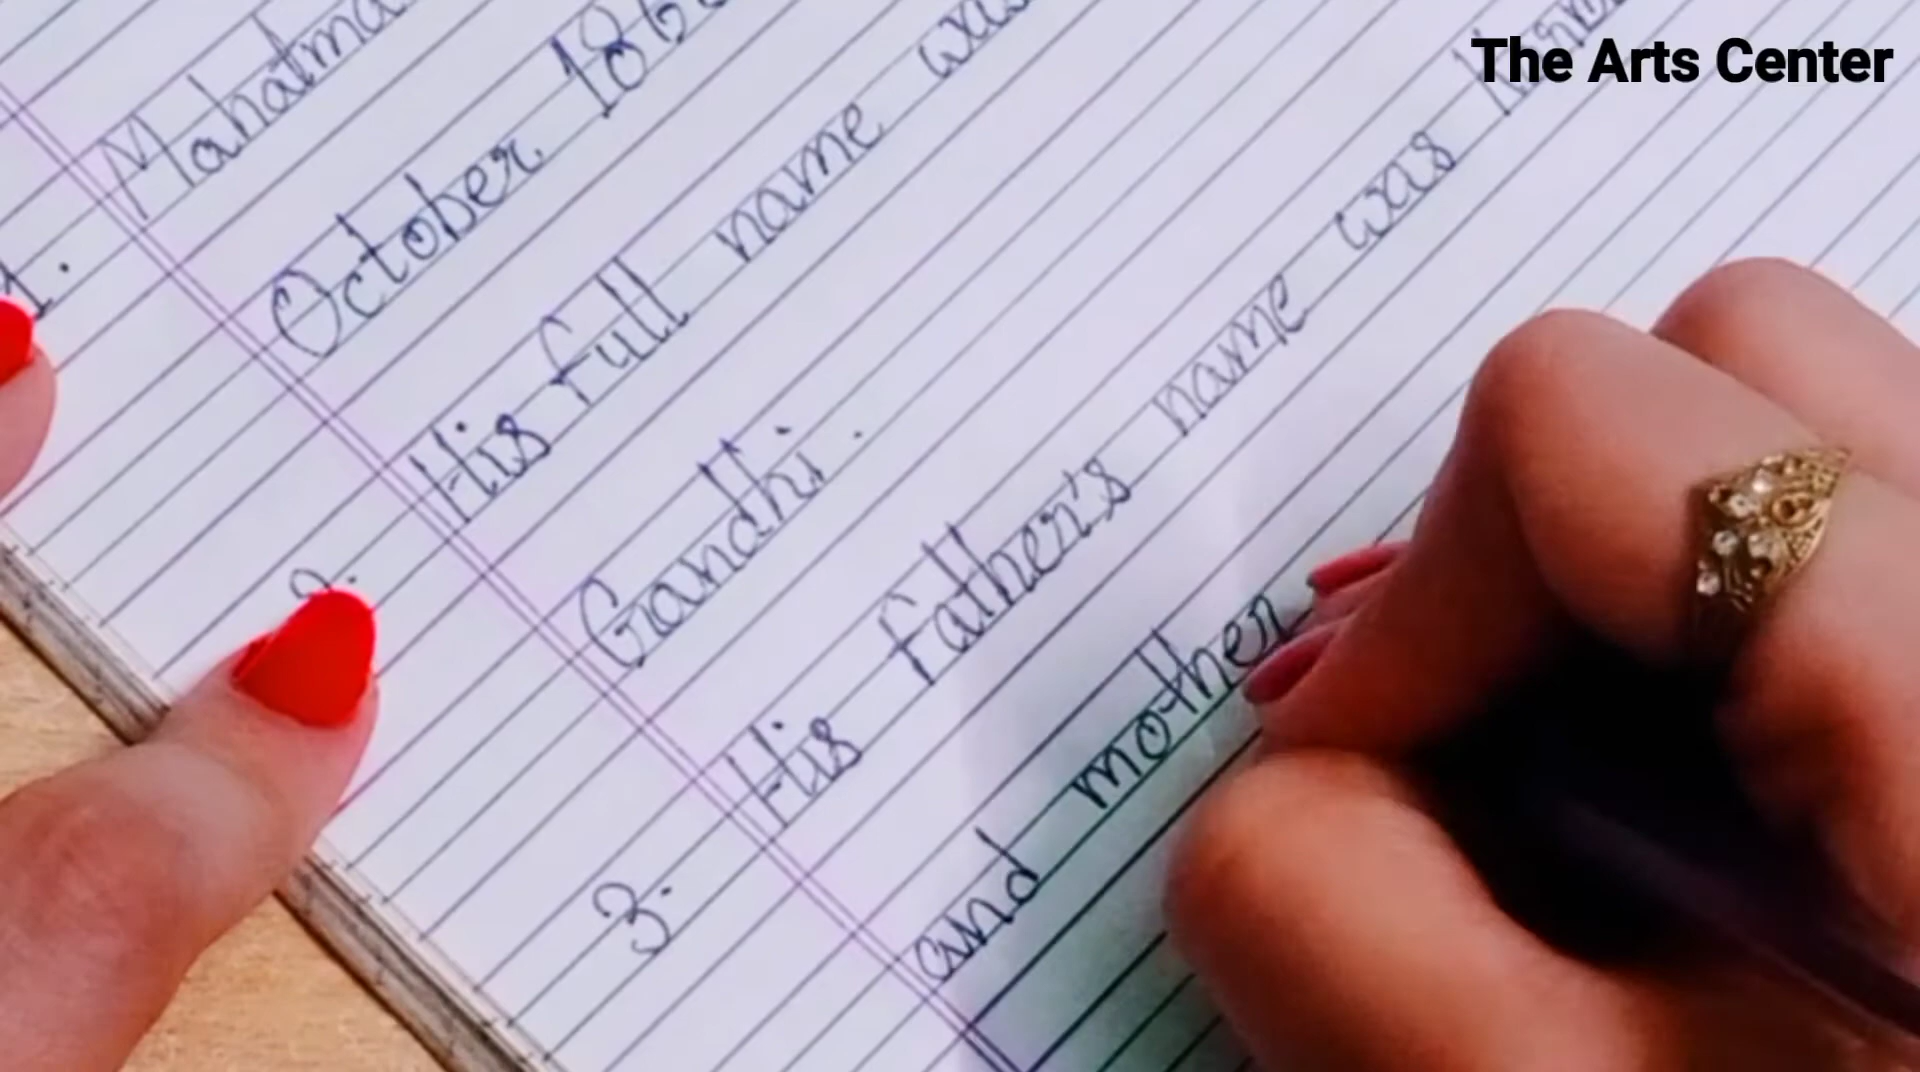 The Arts Center
1. Mahatma
October 186
2. His full name was
Gandhi.
3. His father's name was
and mother